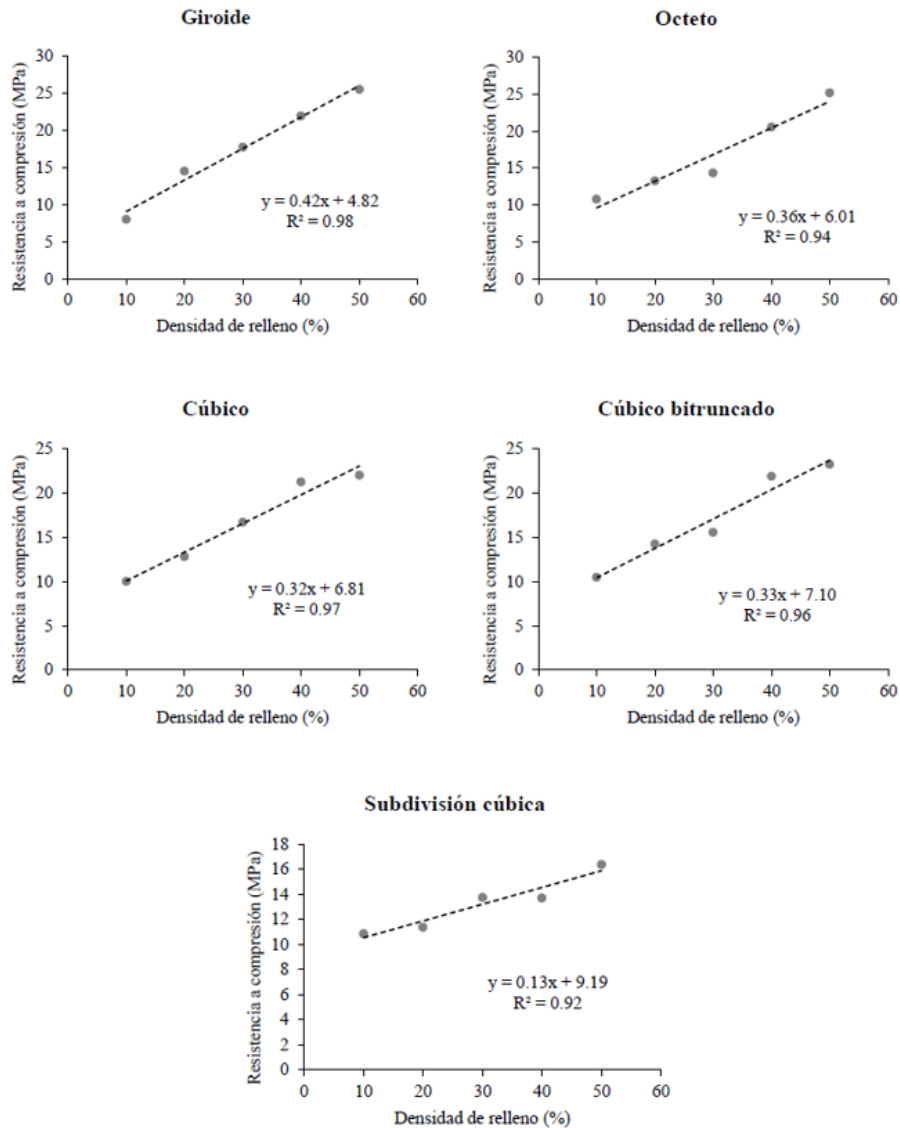 Giroide
Resistencia a compresión (MPa)
30
25
20
15
10
5
0
y = 0.42x + 4.82
R² = 0.98
0 10 20 30 40 50 60
Densidad de relleno (%)
Octeto
Resistencia a compresión (MPa)
30
25
20
15
10
5
0
y = 0.36x + 6.01
R² = 0.94
0 10 20 30 40 50 60
Densidad de relleno (%)
Cúbico
Resistencia a compresión (MPa)
25
20
15
10
5
0
y = 0.32x + 6.81
R² = 0.97
0 10 20 30 40 50 60
Densidad de relleno (%)
Cúbico bitruncado
Resistencia a compresión (MPa)
25
20
15
10
5
0
y = 0.33x + 7.10
R² = 0.96
0 10 20 30 40 50 60
Densidad de relleno (%)
Subdivisión cúbica
Resistencia a compresión (MPa)
18
16
14
12
10
8
6
4
2
0
y = 0.13x + 9.19
R² = 0.92
0 10 20 30 40 50 60
Densidad de relleno (%)